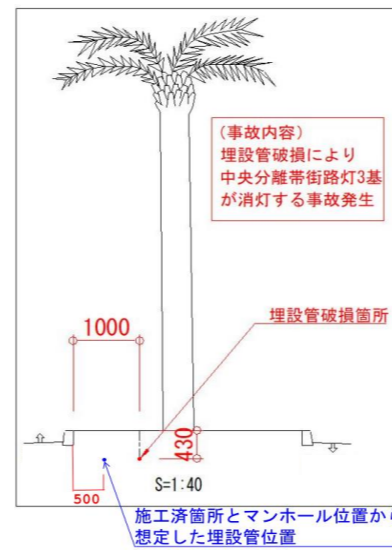 (事故内容)
埋設管破損により
中央分離帯街路灯3基
が消灯する事故発生
埋設管破損箇所
1000
430
500
S=1:40
施工済箇所とマンホール位置から
想定した埋設管位置